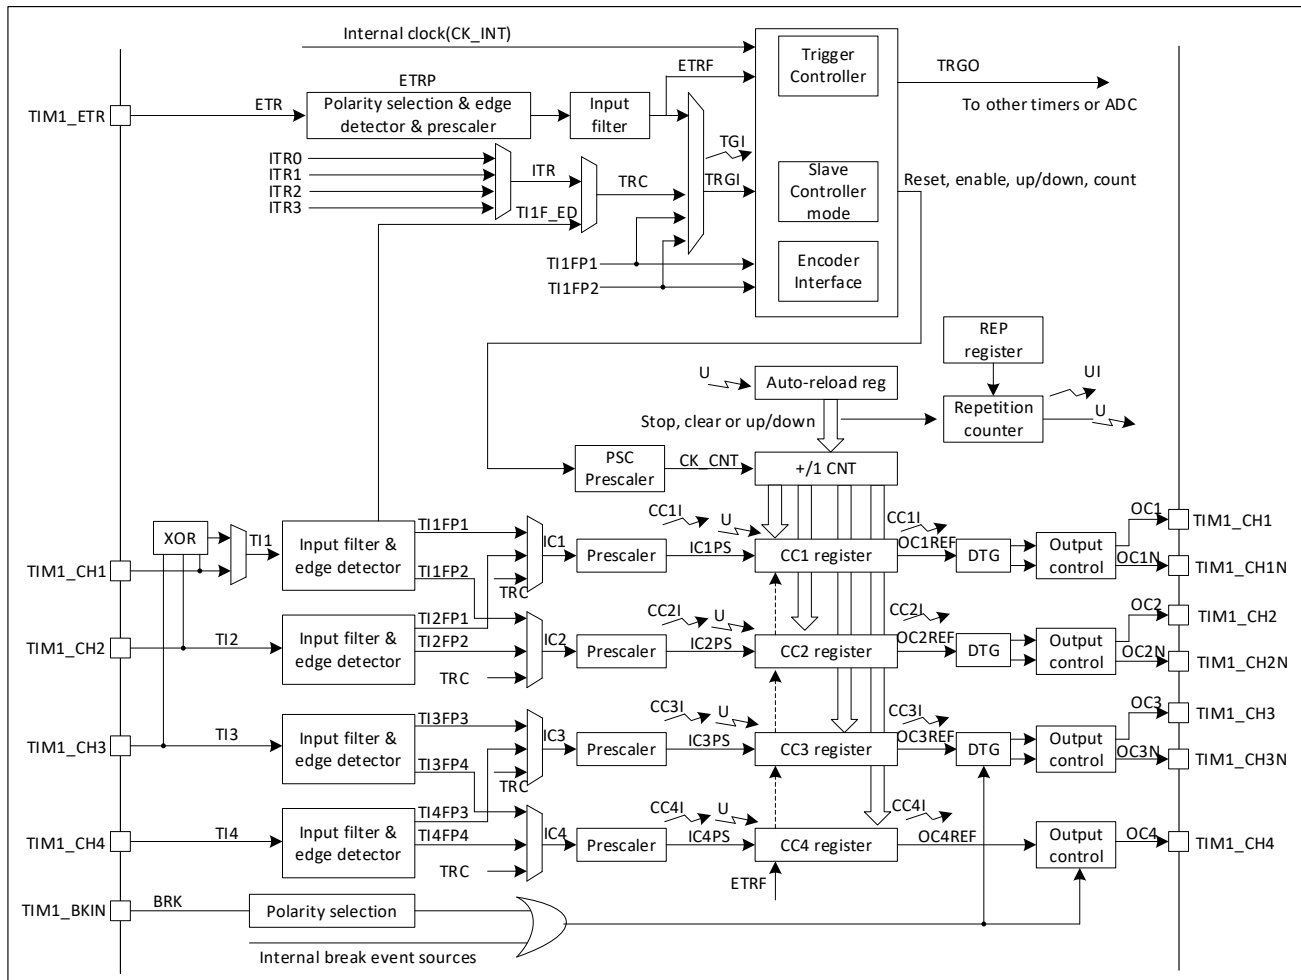 Internal clock(CK_INT)
Trigger
Controller
ETRF
TRGO
ETRP
TIM1_ETR
ETR
Polarity selection & edge
detector & prescaler
Input
filter
To other timers or ADC
TGI
ITR0
ITR1
ITR2
ITR3
ITR
TRC
TRGI
Slave
Controller
mode
Reset, enable, up/down, count
TI1F_ED
TI1FP1
TI1FP2
Encoder
Interface
REP
register
U
Auto-reload reg
UI
Stop, clear or up/down
Repetition
counter
U
PSC
Prescaler
CK_CNT
+/1 CNT
XOR
TI1
TIM1_CH1
Input filter &
edge detector
TI1FP1
TI1FP2
IC1
TRC
Prescaler
CC1I
U
IC1PS
CC1 register
CC1I
OC1REF
DTG
Output
control
OC1
OC1N
TIM1_CH1
TIM1_CH1N
TIM1_CH2
TI2
Input filter &
edge detector
TI2FP1
TI2FP2
IC2
TRC
Prescaler
CC2I
U
IC2PS
CC2 register
CC2I
OC2REF
DTG
Output
control
OC2
OC2N
TIM1_CH2
TIM1_CH2N
TIM1_CH3
TI3
Input filter &
edge detector
TI3FP3
TI3FP4
IC3
TRC
Prescaler
CC3I
U
IC3PS
CC3 register
CC3I
OC3REF
DTG
Output
control
OC3
OC3N
TIM1_CH3
TIM1_CH3N
TIM1_CH4
TI4
Input filter &
edge detector
TI4FP3
TI4FP4
IC4
TRC
Prescaler
CC4I
U
IC4PS
CC4 register
CC4I
OC4REF
Output
control
OC4
TIM1_CH4
ETRF
TIM1_BKIN
BRK
Polarity selection
Internal break event sources